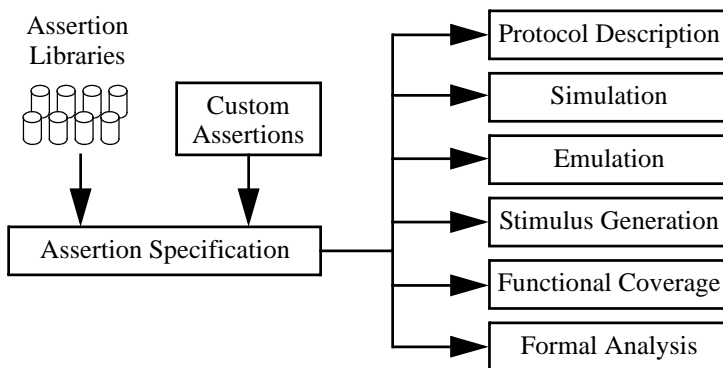 Assertion
Libraries
Custom
Assertions
Assertion Specification
Protocol Description
Simulation
Emulation
Stimulus Generation
Functional Coverage
Formal Analysis